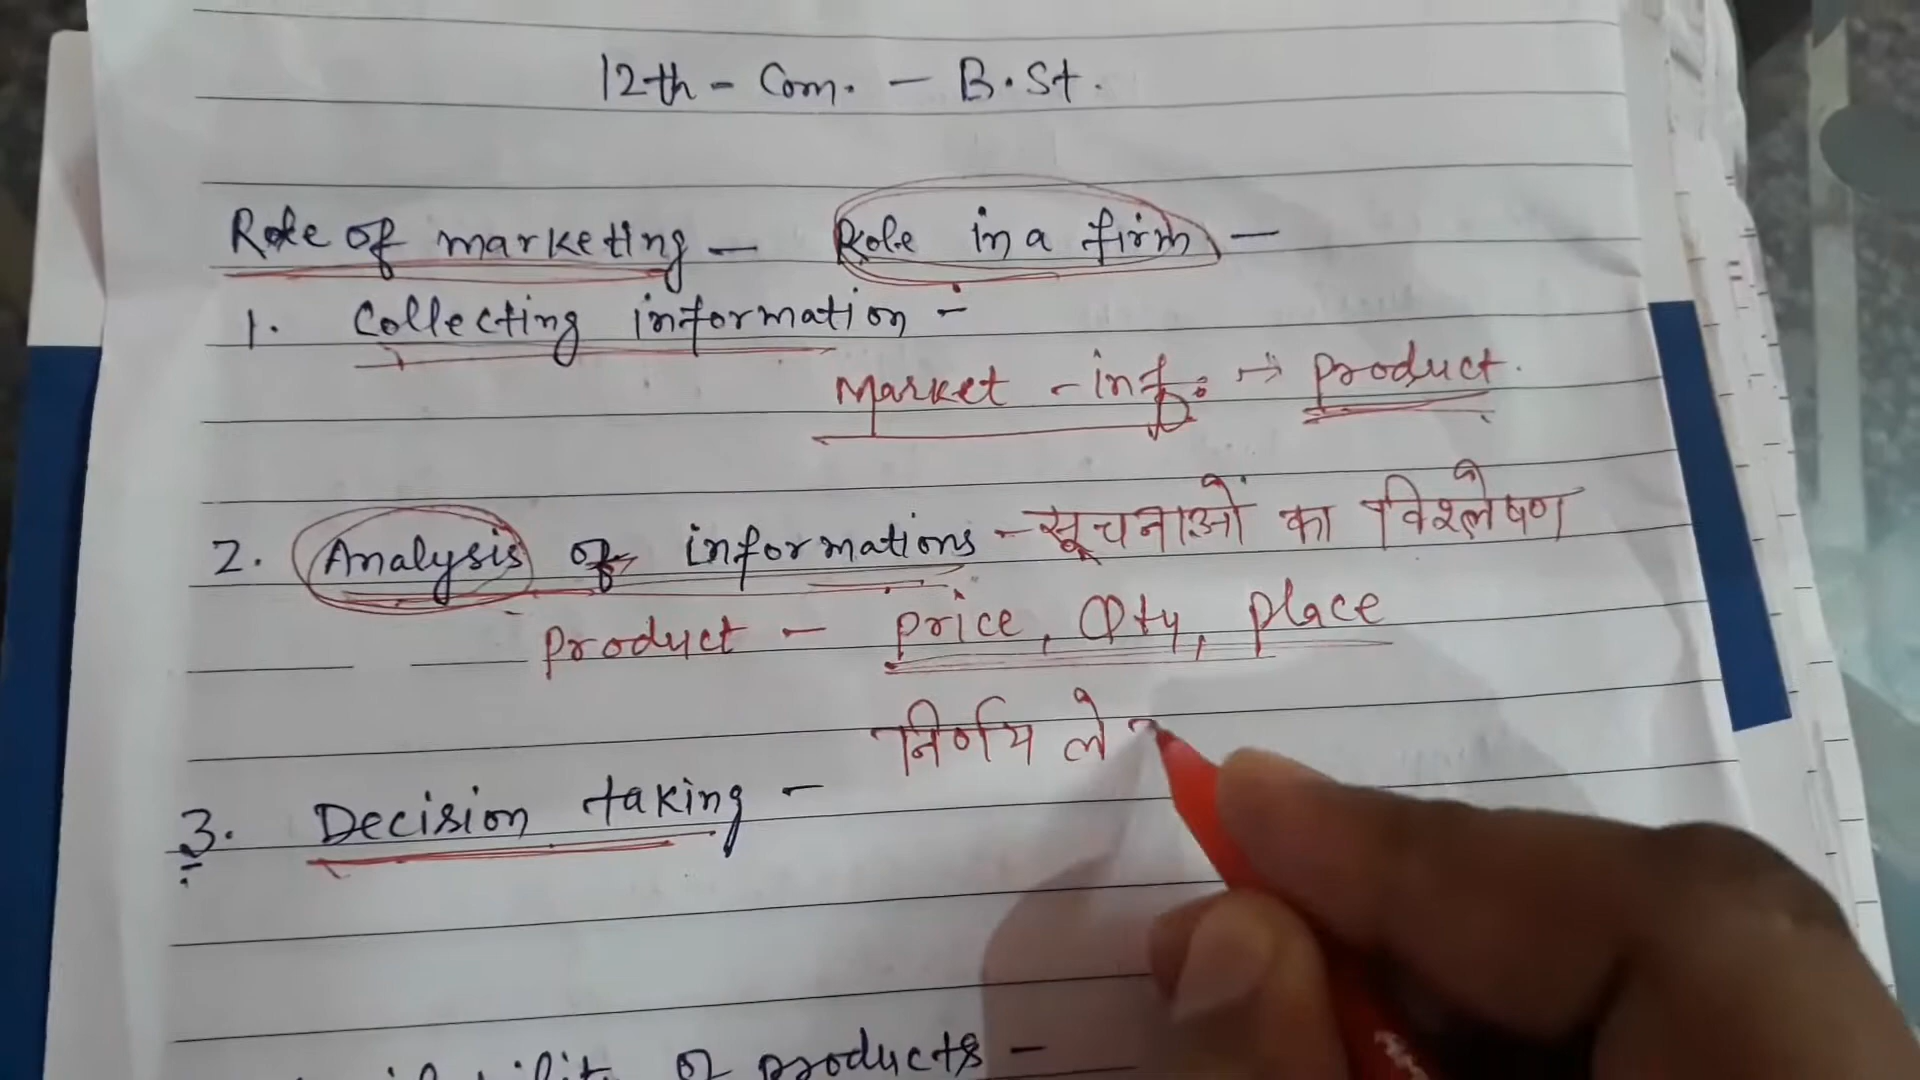 12th - Com. - B.St.
Role of marketing - Role in a firm -
1. Collecting information -
Market - inf. → Product.
2. Analysis of informations - सूचनाओं का विश्लेषण
Product - Price, Qty, Place
निर्णय ले
3. Decision taking -
of products -